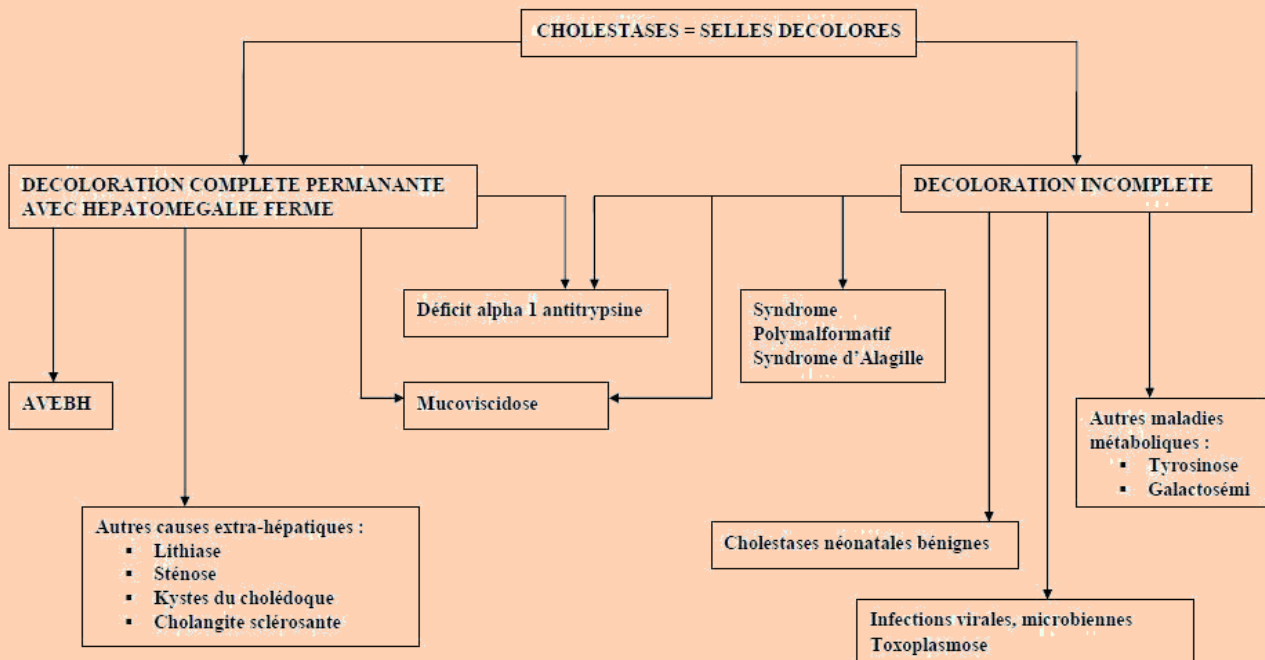 CHOLESTASES = SELLES DECOLORES
DECOLORATION COMPLETE PERMANANTE
AVEC HEPATOMEGALIE FERME
DECOLORATION INCOMPLETE
Déficit alpha 1 antitrypsine
Syndrome
Polymalformatif
Syndrome d’Alagille
AVEBH
Mucoviscidose
Autres maladies
métaboliques :
▪ Tyrosinose
▪ Galactosémi
Autres causes extra-hépatiques :
▪ Lithiase
▪ Sténose
▪ Kystes du cholédoque
▪ Cholangite sclérosante
Cholestases néonatales bénignes
Infections virales, microbiennes
Toxoplasmose